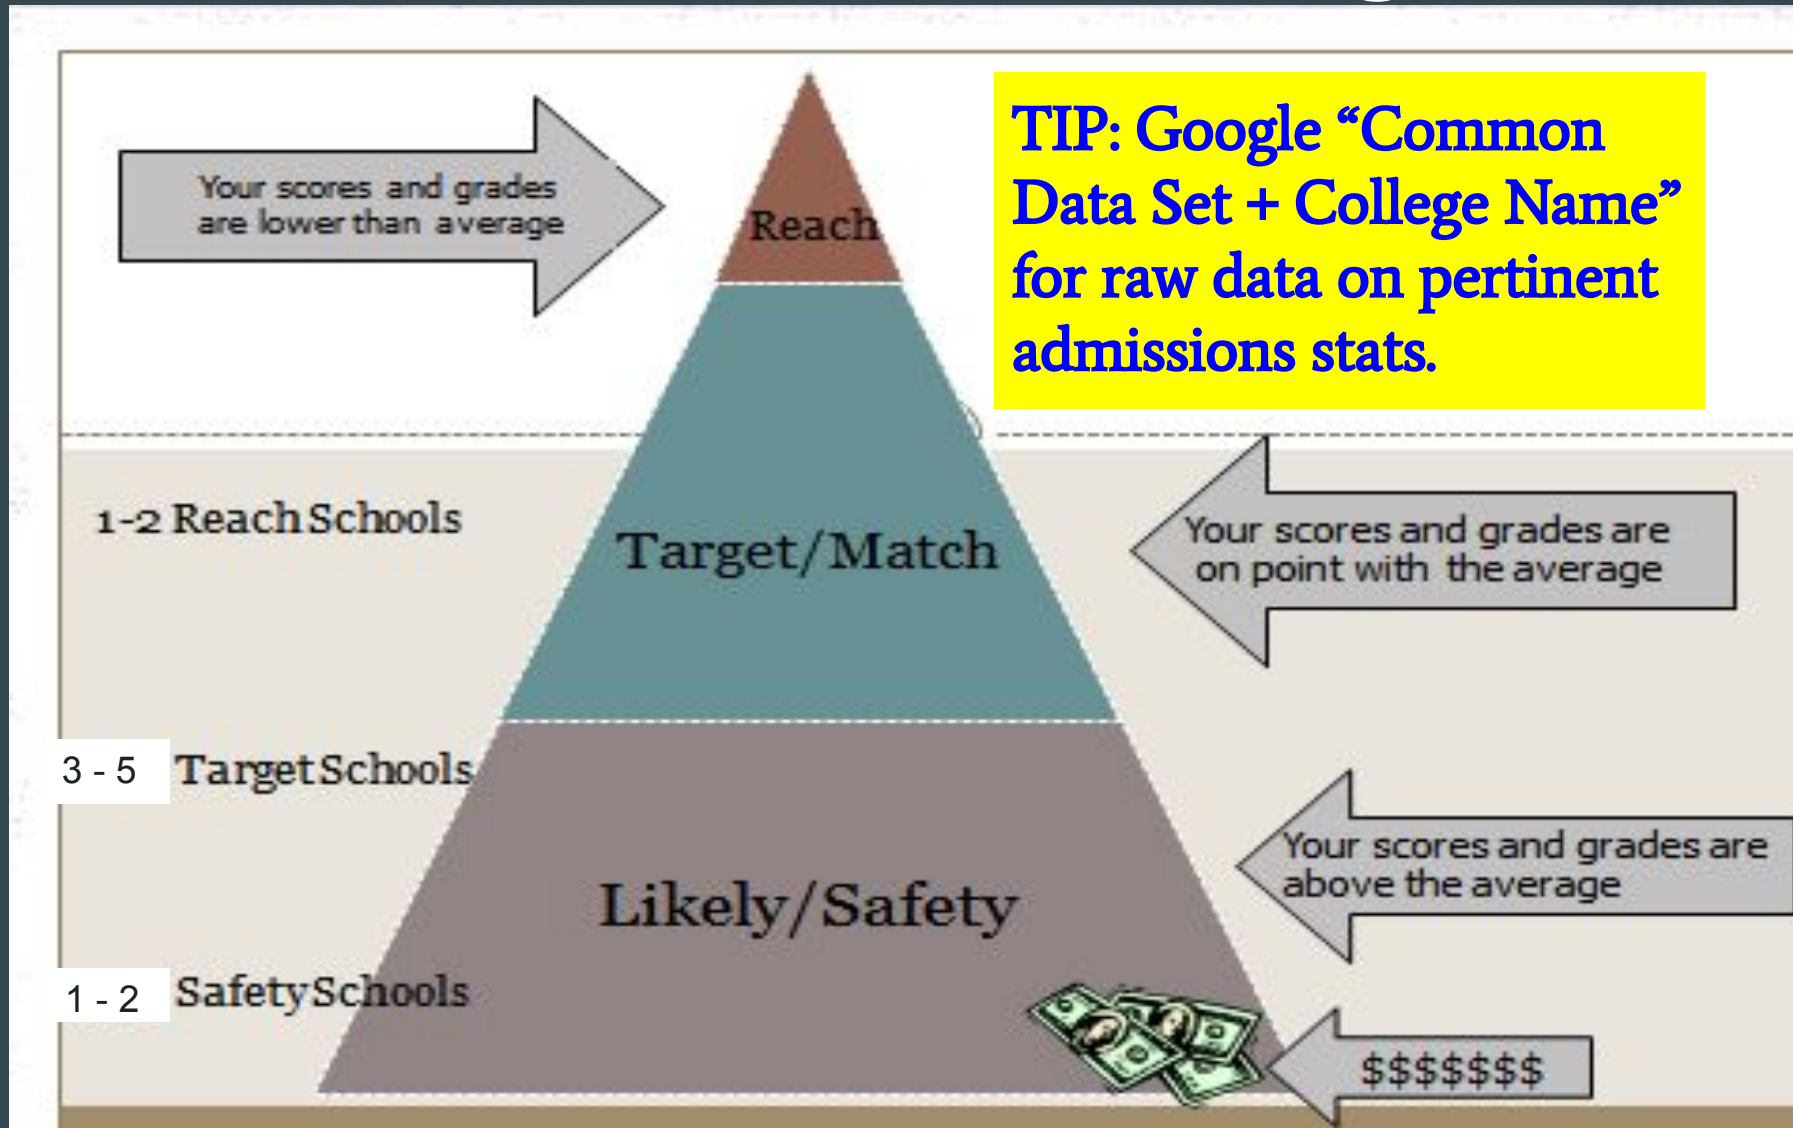 Your scores and grades
are lower than average
Reach
TIP: Google “Common
Data Set + College Name”
for raw data on pertinent
admissions stats.
1-2 Reach Schools
Target/Match
Your scores and grades are
on point with the average
3 - 5 Target Schools
Likely/Safety
Your scores and grades are
above the average
1 - 2 Safety Schools
$$$$$$$